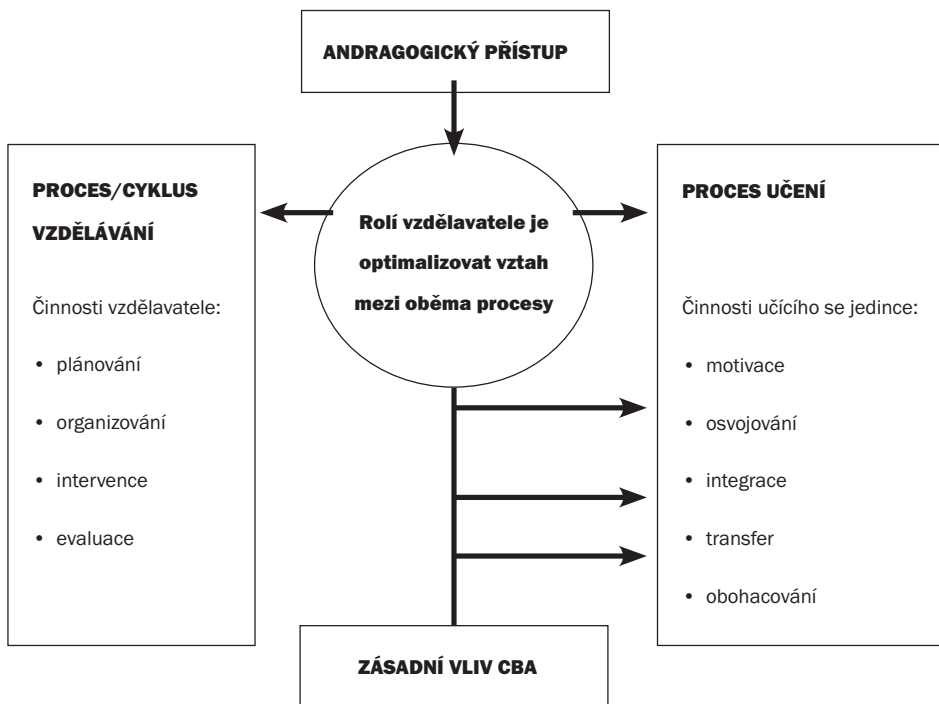 ANDRAGOGICKÝ PŘÍSTUP
PROCES/CYKLUS
VZDĚLÁVÁNÍ
Činnosti vzdělavatele:
• plánování
• organizování
• intervence
• evaluace
Rolí vzdělavatele je
optimalizovat vztah
mezi oběma procesy
PROCES UČENÍ
Činnosti učícího se jedince:
• motivace
• osvojování
• integrace
• transfer
• obohacování
ZÁSADNÍ VLIV CBA